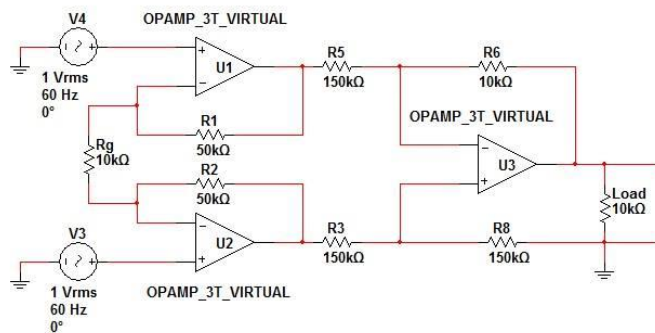 OPAMP_3T_VIRTUAL
V4
1 Vrms
60 Hz
0°
+
−
U1
R5
150kΩ
R6
10kΩ
R1
50kΩ
OPAMP_3T_VIRTUAL
−
+
U3
Rg
10kΩ
R2
50kΩ
Load
10kΩ
V3
1 Vrms
60 Hz
0°
−
+
U2
R3
150kΩ
R8
150kΩ
OPAMP_3T_VIRTUAL